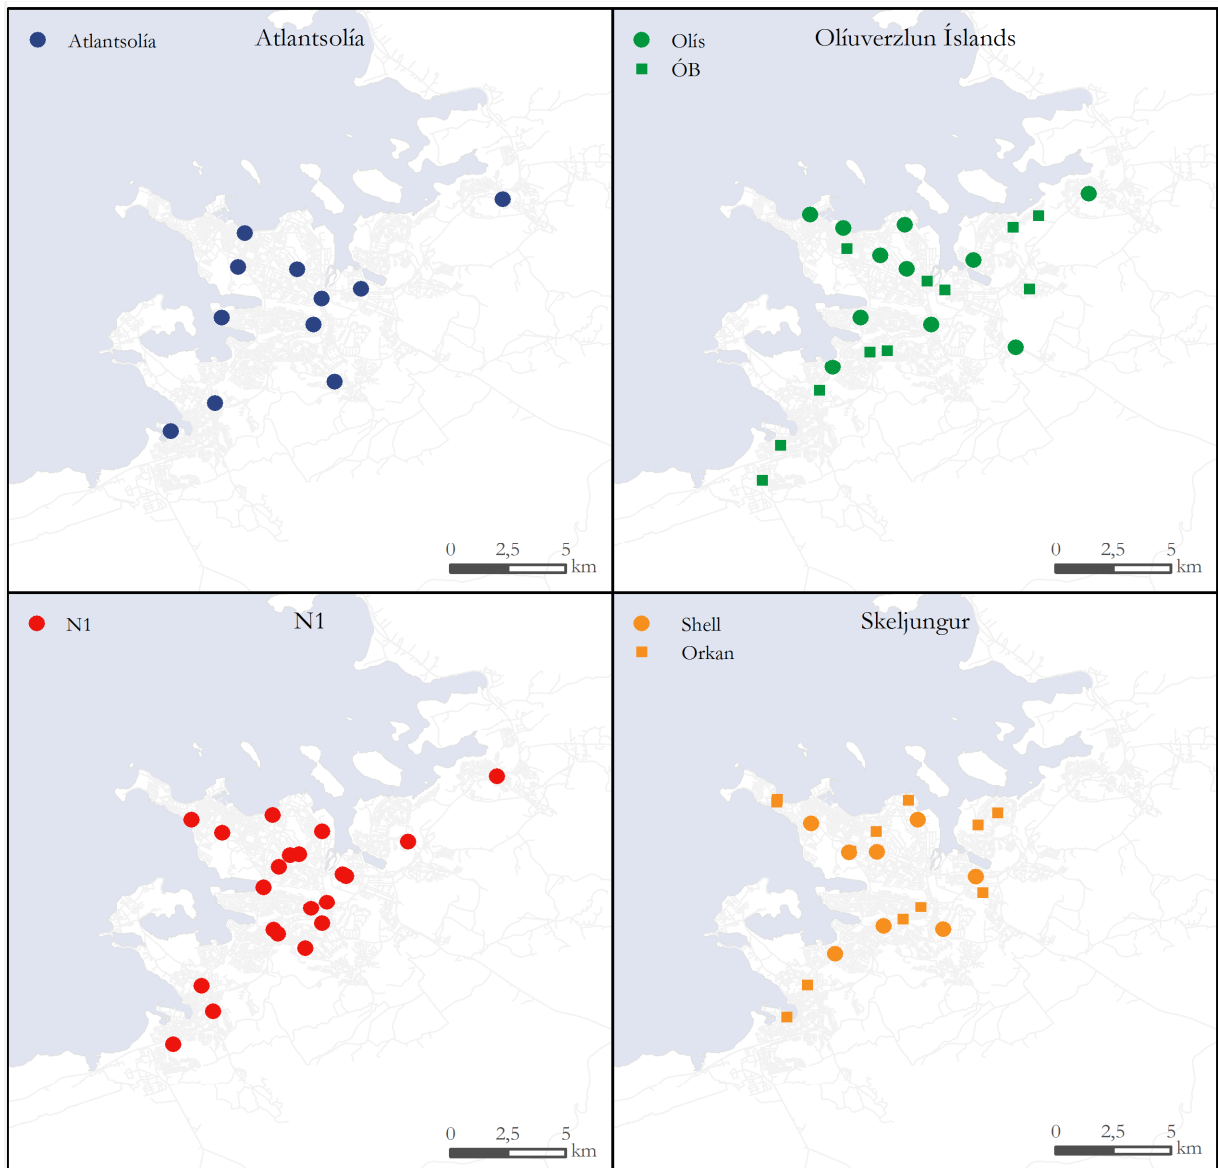 Atlantsolía
Atlantsolía
0 2,5 5
km
Olíuverzlun Íslands
Olís
ÓB
0 2,5 5
km
N1
N1
0 2,5 5
km
Skeljungur
Shell
Orkan
0 2,5 5
km